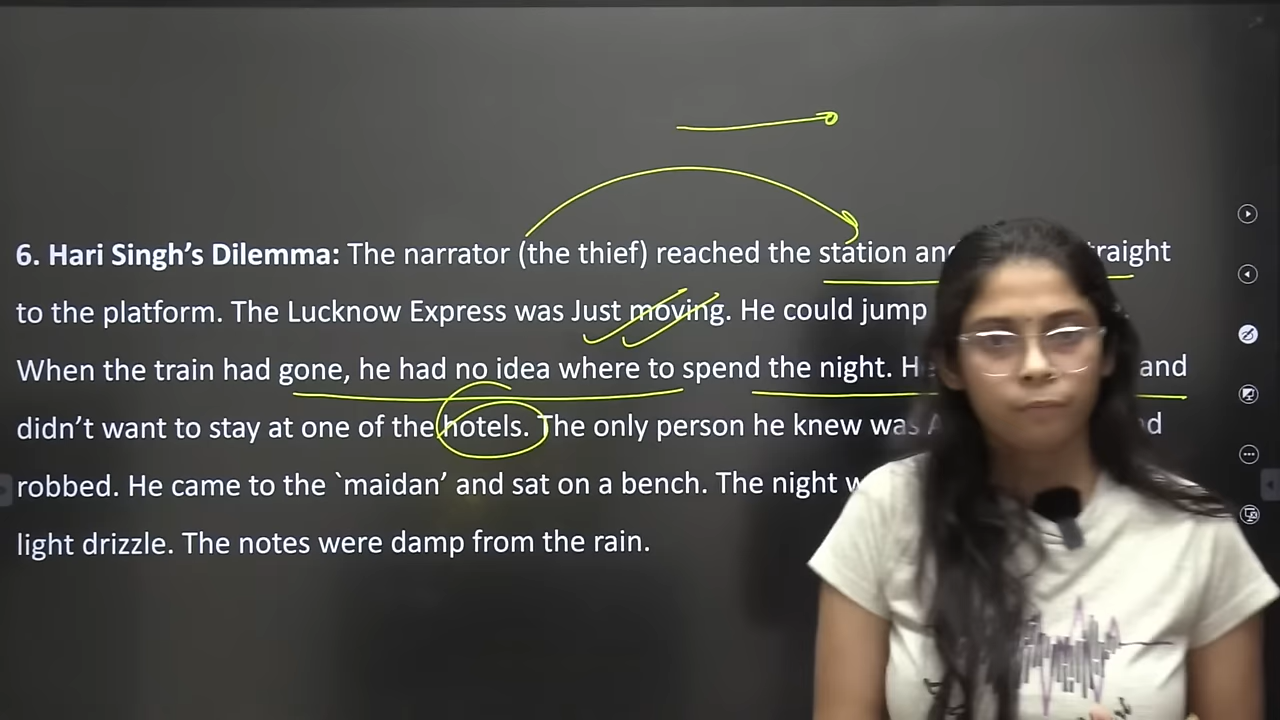 6. Hari Singh's Dilemma: The narrator (the thief) reached the station
to the platform. The Lucknow Express was Just moving. He could jump
When the train had gone, he had no idea where to spend the night. and
didn't want to stay at one of the hotels. The only person he knew was
robbed. He came to the `maidan' and sat on a bench. The night
light drizzle. The notes were damp from the rain.